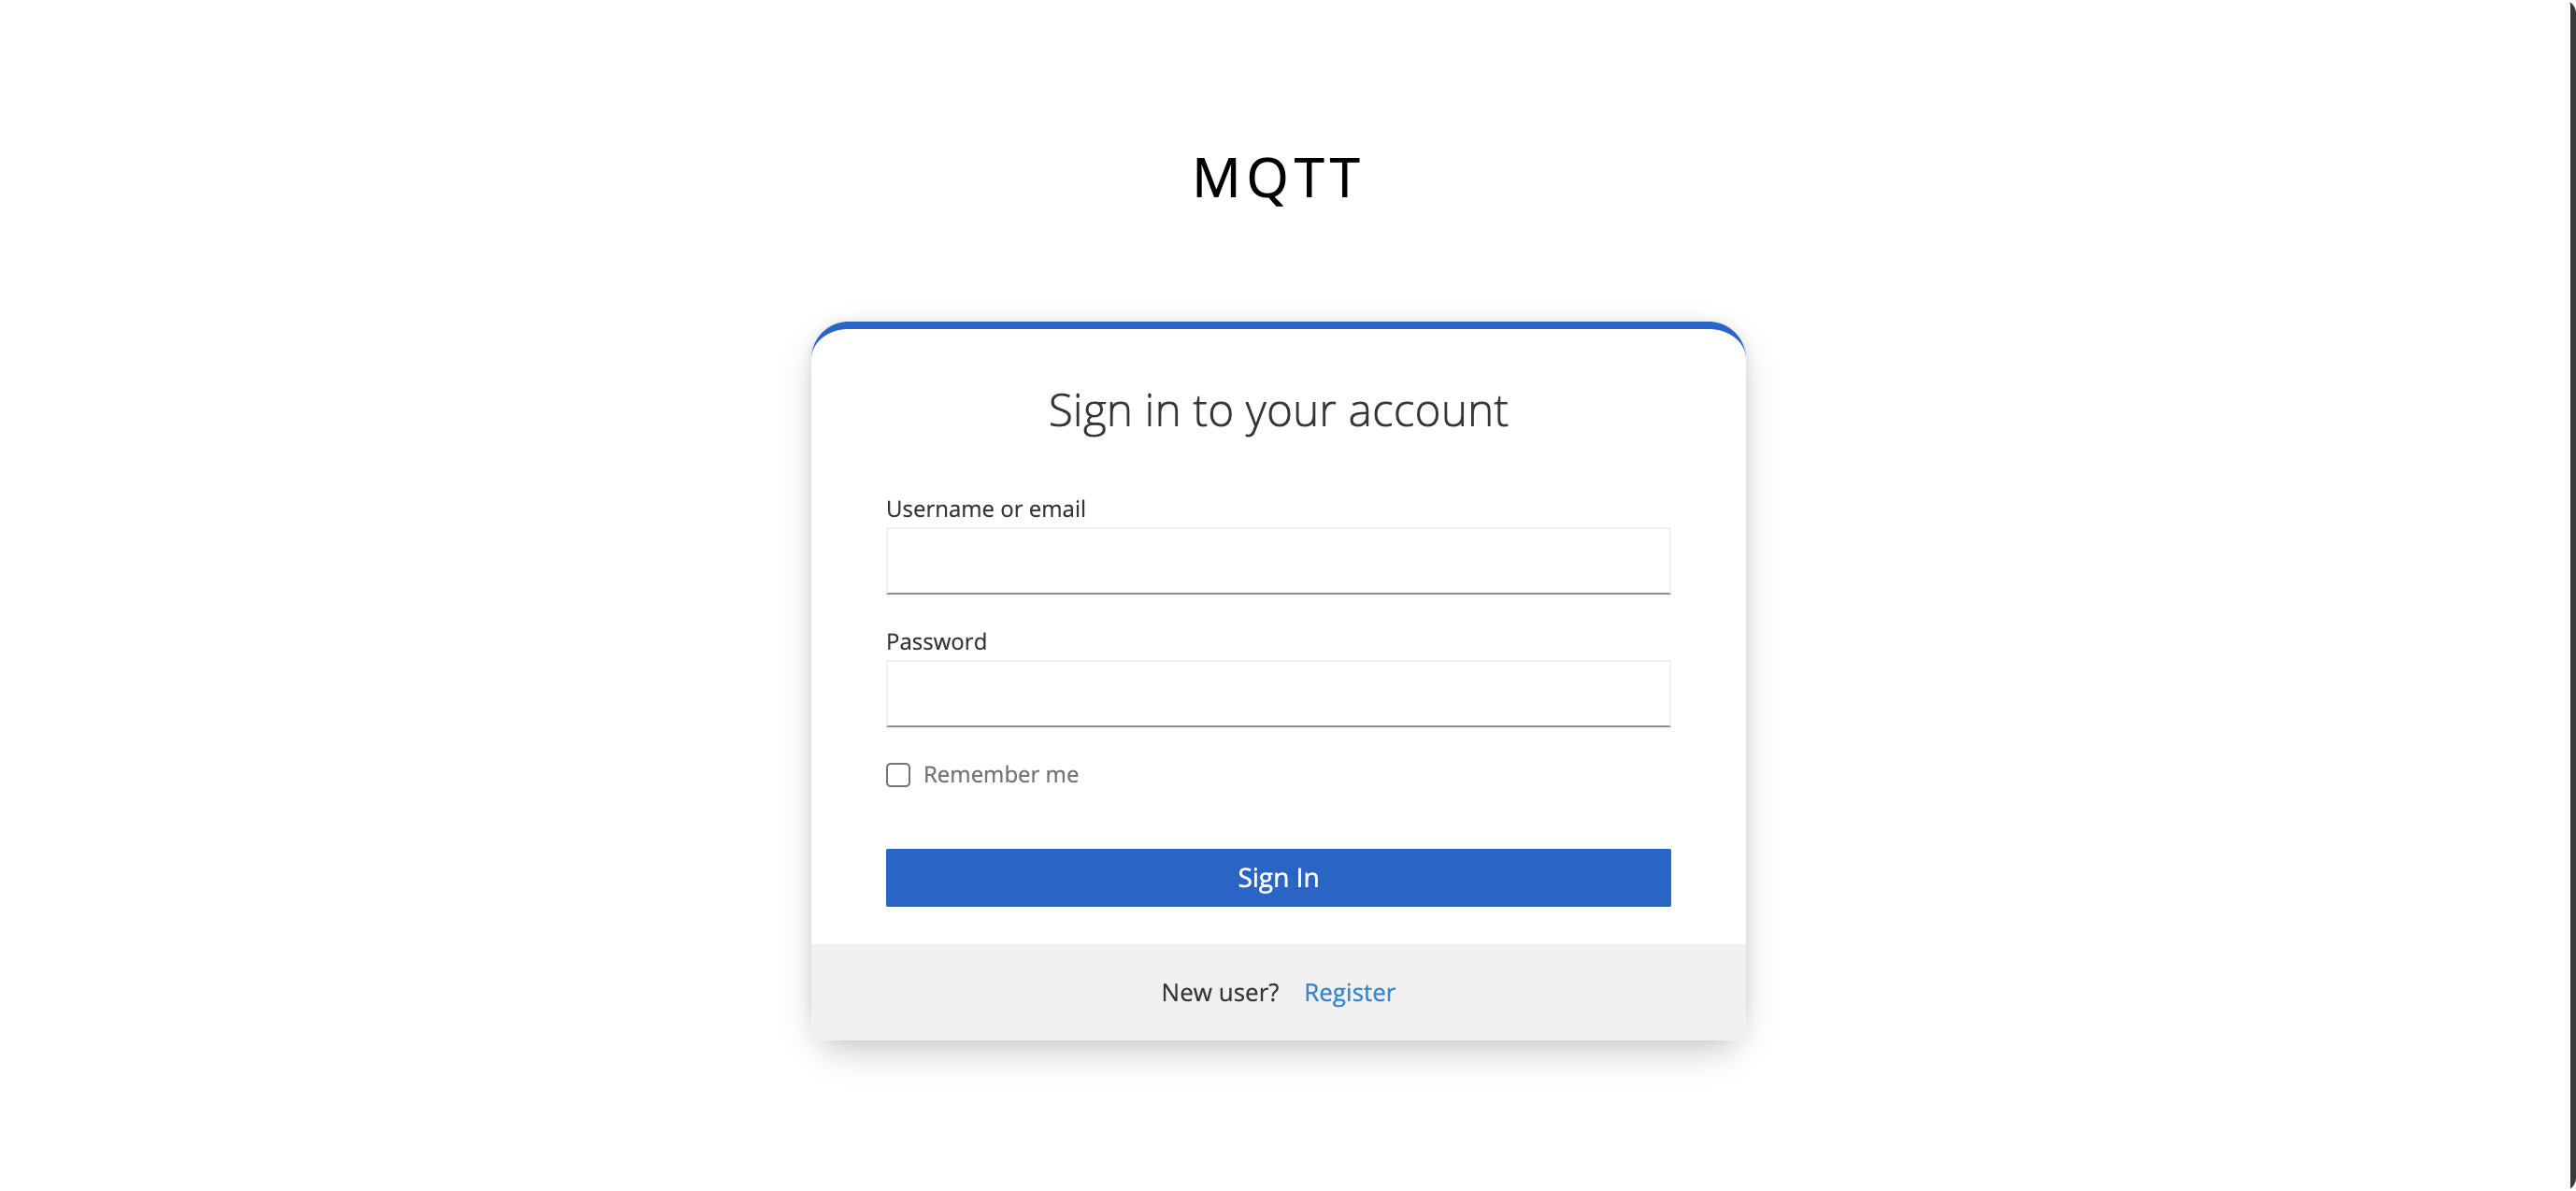 MQTT
Sign in to your account
Username or email
Password
Remember me
Sign In
New user? Register